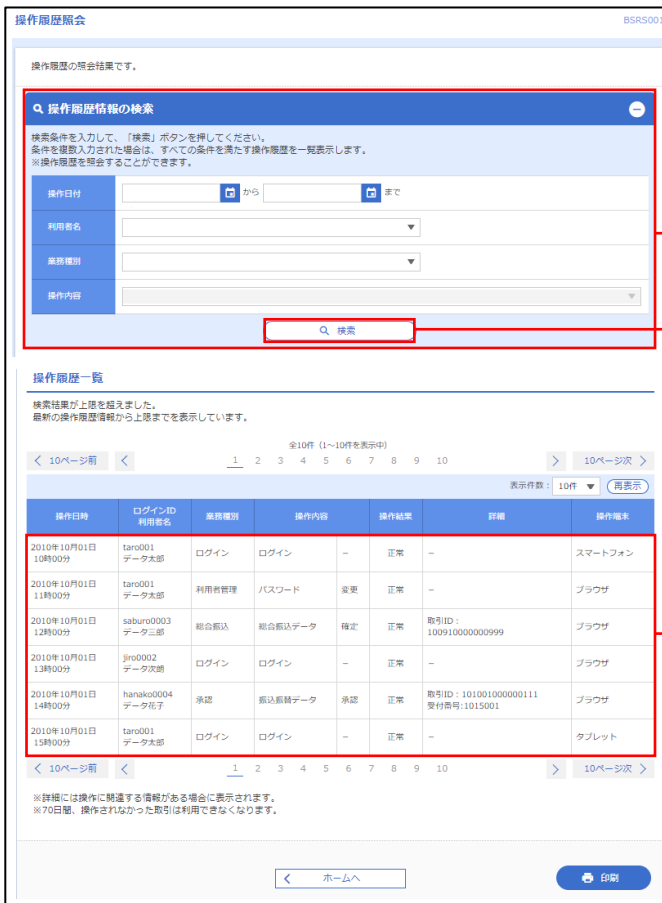 操作履歴照会 BSRS001
操作履歴の照会結果です。
操作履歴情報の検索
検索条件を入力して、「検索」ボタンを押してください。
条件を複数入力された場合は、すべての条件を満たす操作履歴を一覧表示します。
※操作履歴を照会することができます。
操作日付 から まで
利用者名
業務種別
操作内容
検索
操作履歴一覧
検索結果が上限を超えました。
最新の操作履歴情報から上限までを表示しています。
全10件（1～10件を表示中）
10ページ前 1 2 3 4 5 6 7 8 9 10 10ページ次
表示件数： 10件 再表示
操作日時 ログインID 利用者名 業務種別 操作内容 操作結果 詳細 操作端末
2010年10月01日 10時00分 taro001 データ太郎 ログイン ログイン － 正常 － スマートフォン
2010年10月01日 11時00分 taro001 データ太郎 利用者管理 パスワード 変更 正常 － ブラウザ
2010年10月01日 12時00分 saburo0003 データ三郎 総合振込 総合振込データ 確定 正常 取引ID： 100910000000999 ブラウザ
2010年10月01日 13時00分 jiro0002 データ次朗 ログイン ログイン － 正常 － ブラウザ
2010年10月01日 14時00分 hanako0004 データ花子 承認 振込振替データ 承認 正常 取引ID：101001000000111 受付番号:1015001 ブラウザ
2010年10月01日 15時00分 taro001 データ太郎 ログイン ログイン － 正常 － タブレット
10ページ前 1 2 3 4 5 6 7 8 9 10 10ページ次
※詳細には操作に関連する情報がある場合に表示されます。
※70日間、操作されなかった取引は利用できなくなります。
ホームへ 印刷